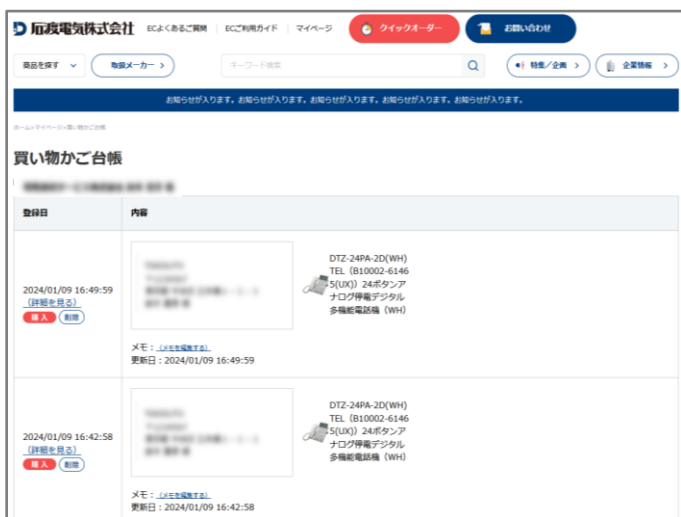 因幡電気株式会社 ECよくあるご質問 ECご利用ガイド マイページ クイックオーダー お問い合わせ
商品を探す 取扱メーカー キーワード検索 特集／企画 企業情報
お知らせが入ります。お知らせが入ります。お知らせが入ります。お知らせが入ります。お知らせが入ります。
ホーム>マイページ>買い物かご台帳
買い物かご台帳
登録日 内容
2024/01/09 16:49:59
(詳細を見る)
購入 削除
DTZ-24PA-2D(WH)
TEL（B10002-6146
5(UX)）24ボタンア
ナログ停電デジタル
多機能電話機（WH）
メモ：（メモを編集する）
更新日：2024/01/09 16:49:59
2024/01/09 16:42:58
(詳細を見る)
購入 削除
DTZ-24PA-2D(WH)
TEL（B10002-6146
5(UX)）24ボタンア
ナログ停電デジタル
多機能電話機（WH）
メモ：（メモを編集する）
更新日：2024/01/09 16:42:58